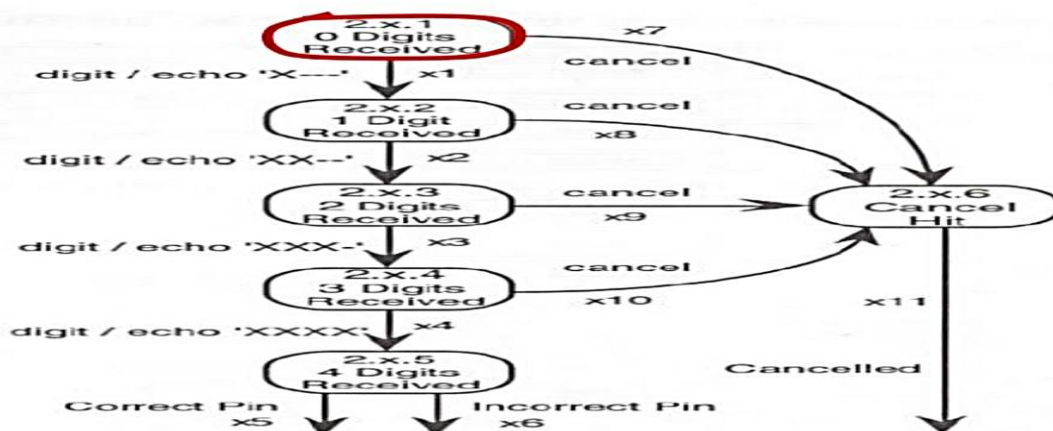 2.x.1
0 Digits
Received
x7
cancel
digit / echo 'X---'
x1
2.x.2
1 Digit
Received
cancel
x8
digit / echo 'XX--'
x2
2.x.3
2 Digits
Received
cancel
x9
2.x.6
Cancel
Hit
digit / echo 'XXX-'
x3
2.x.4
3 Digits
Received
cancel
x10
x11
digit / echo 'XXXX'
x4
2.x.5
4 Digits
Received
Cancelled
Correct Pin
x5
Incorrect Pin
x6